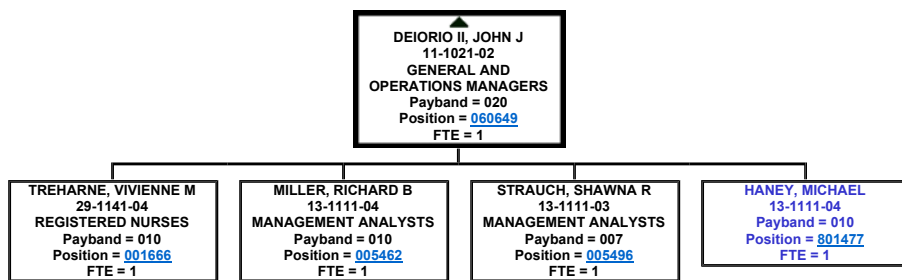 DEIORIO II, JOHN J
11-1021-02
GENERAL AND
OPERATIONS MANAGERS
Payband = 020
Position = 060649
FTE = 1
TREHARNE, VIVIENNE M
29-1141-04
REGISTERED NURSES
Payband = 010
Position = 001666
FTE = 1
MILLER, RICHARD B
13-1111-04
MANAGEMENT ANALYSTS
Payband = 010
Position = 005462
FTE = 1
STRAUCH, SHAWNA R
13-1111-03
MANAGEMENT ANALYSTS
Payband = 007
Position = 005496
FTE = 1
HANEY, MICHAEL
13-1111-04
Payband = 010
Position = 801477
FTE = 1